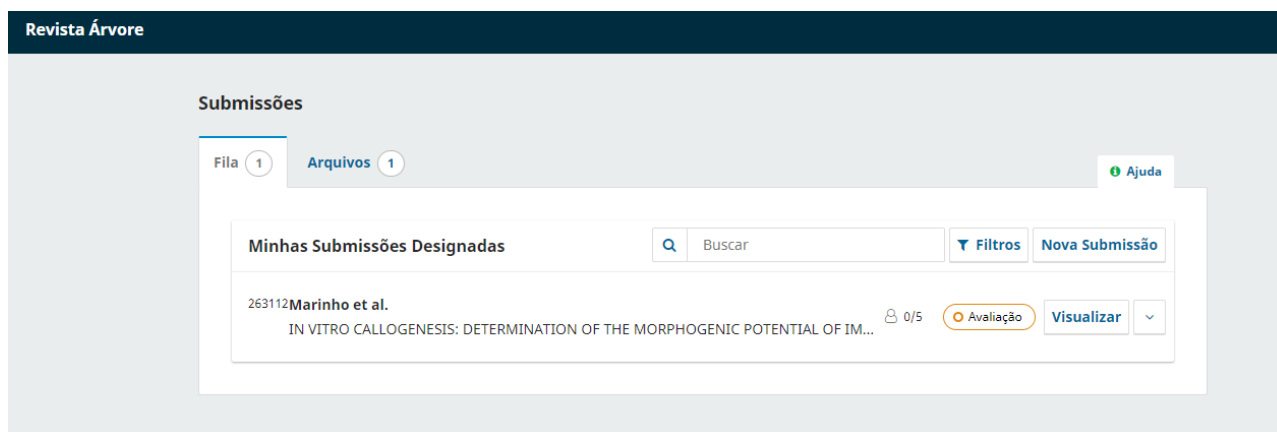 Revista Árvore
Submissões
Fila 1 Arquivos 1
Ajuda
Minhas Submissões Designadas Buscar Filtros Nova Submissão
263112 Marinho et al.
IN VITRO CALLOGENESIS: DETERMINATION OF THE MORPHOGENIC POTENTIAL OF IM... 0/5 Avaliação Visualizar